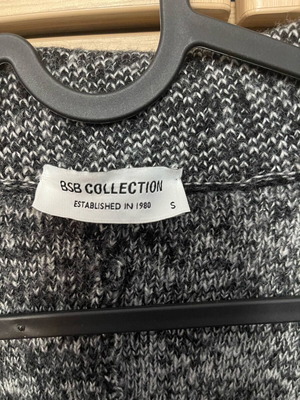 BSB COLLECTION
ESTABLISHED IN 1980 S